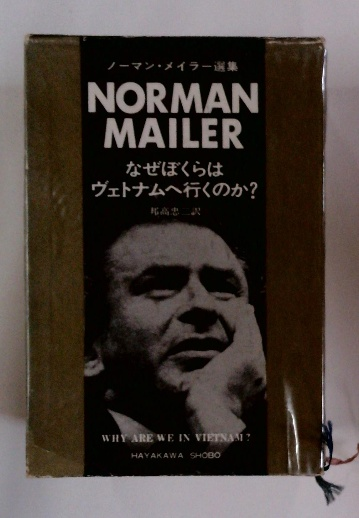 ノーマン・メイラー選集
NORMAN
MAILER
なぜぼくらは
ヴェトナムへ行くのか?
邦高忠二訳
WHY ARE WE IN VIETNAM?
HAYAKAWA SHOBO